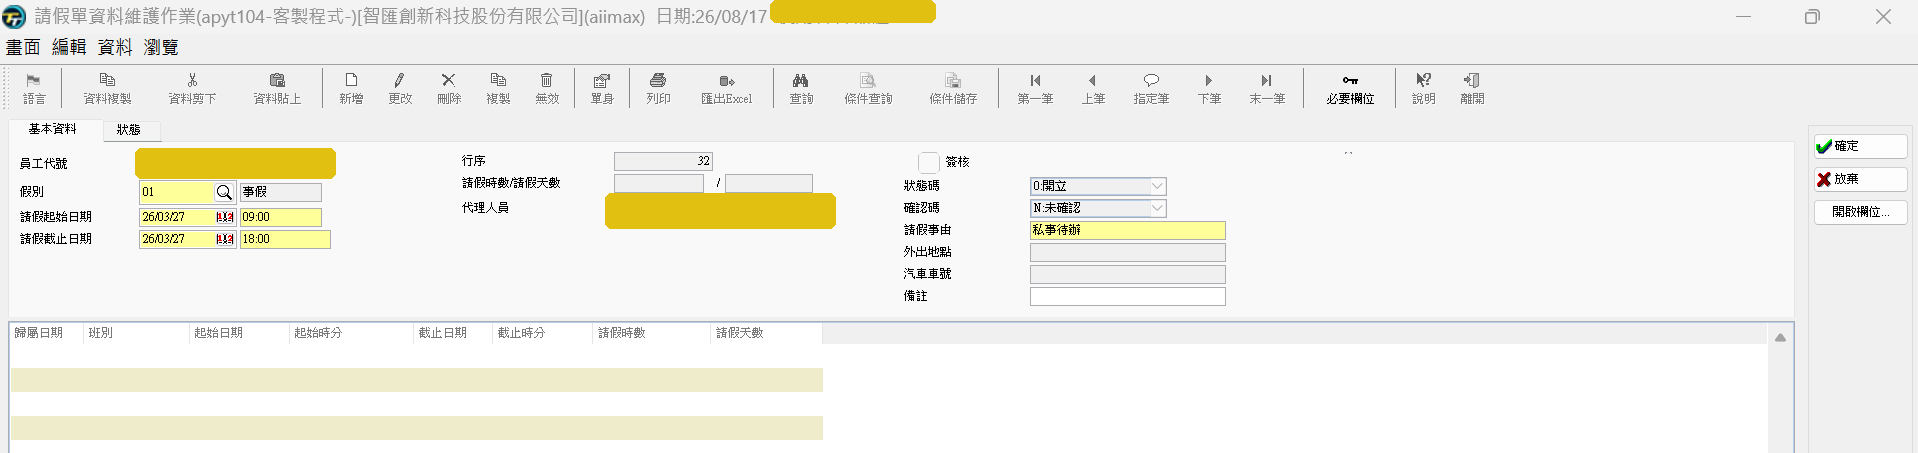 請假單資料維護作業(apyt104-客製程式-)[智匯創新科技股份有限公司](aiimax) 日期:26/08/17
畫面 編輯 資料 瀏覽
語言 資料複製 資料剪下 資料貼上 新增 更改 刪除 複製 無效 單身 列印 匯出Excel 查詢 條件查詢 條件儲存 第一筆 上筆 指定筆 下筆 末一筆 必要欄位 說明 離開
基本資料 狀態
員工代號 行序 32 簽核
假別 01 事假 請假時數/請假天數 / 狀態碼 0:開立
請假起始日期 26/03/27 09:00 代理人員 確認碼 N:未確認
請假截止日期 26/03/27 18:00 請假事由 私事待辦
外出地點
汽車車號
備註
確定
放棄
開啟欄位...
歸屬日期 班別 起始日期 起始時分 截止日期 截止時分 請假時數 請假天數